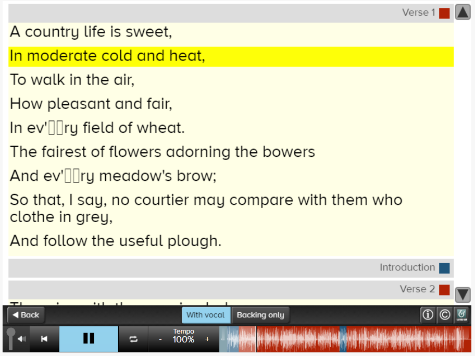 Verse 1
A country life is sweet,
In moderate cold and heat,
To walk in the air,
How pleasant and fair,
In ev'▯▯ry field of wheat.
The fairest of flowers adorning the bowers
And ev'▯▯ry meadow's brow;
So that, I say, no courtier may compare with them who
clothe in grey,
And follow the useful plough.
Introduction
Verse 2
Back
With vocal
Backing only
Tempo
- 100% +